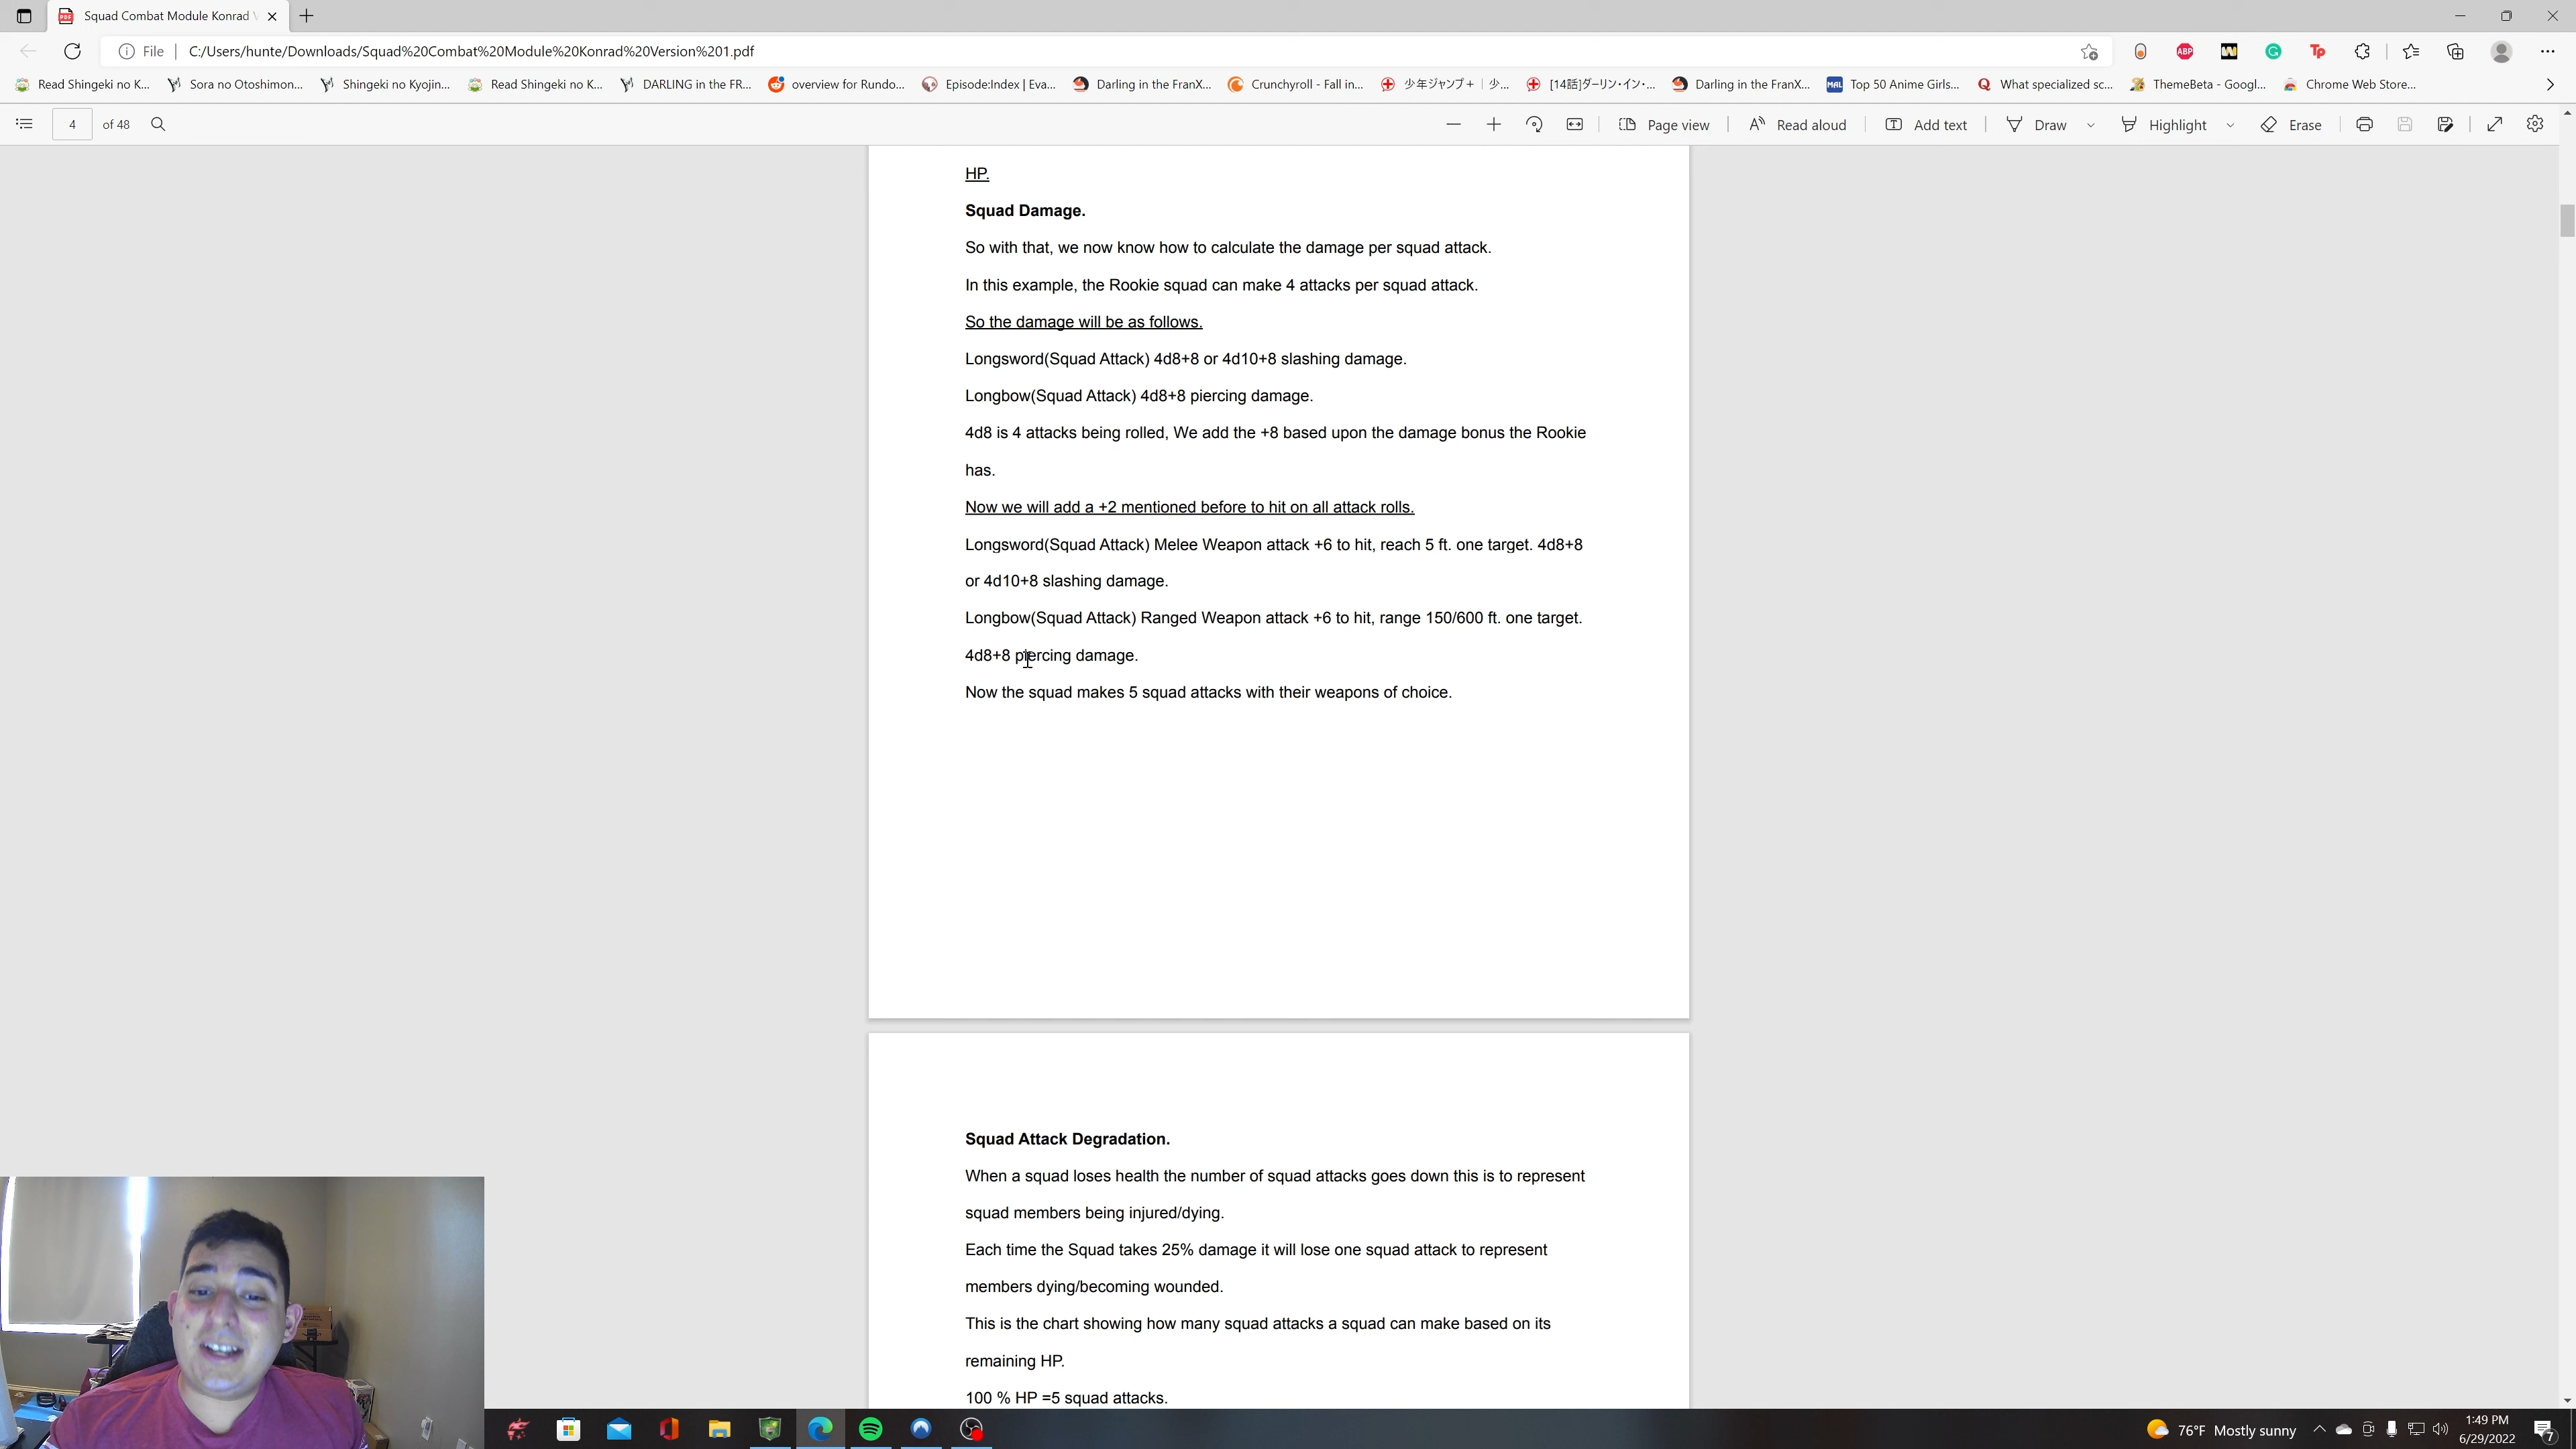 Squad Combat Module Konrad V
File
C:/Users/hunte/Downloads/Squad%20Combat%20Module%20Konrad%20Version%201.pdf
ABP
Read Shingeki no K...
Sora no Otoshimon...
Shingeki no Kyojin...
Read Shingeki no K...
DARLING in the FR...
overview for Rundo...
Episode:Index | Eva...
Darling in the FranX...
Crunchyroll - Fall in...
少年ジャンプ+ | 少...
[14話]ダーリン・イン・...
Darling in the FranX...
MAL
Top 50 Anime Girls...
What specialized sc...
ThemeBeta - Googl...
Chrome Web Store...
4 of 48
Page view
Read aloud
Add text
Draw
Highlight
Erase
HP.
Squad Damage.
So with that, we now know how to calculate the damage per squad attack.
In this example, the Rookie squad can make 4 attacks per squad attack.
So the damage will be as follows.
Longsword(Squad Attack) 4d8+8 or 4d10+8 slashing damage.
Longbow(Squad Attack) 4d8+8 piercing damage.
4d8 is 4 attacks being rolled, We add the +8 based upon the damage bonus the Rookie
has.
Now we will add a +2 mentioned before to hit on all attack rolls.
Longsword(Squad Attack) Melee Weapon attack +6 to hit, reach 5 ft. one target. 4d8+8
or 4d10+8 slashing damage.
Longbow(Squad Attack) Ranged Weapon attack +6 to hit, range 150/600 ft. one target.
4d8+8 piercing damage.
Now the squad makes 5 squad attacks with their weapons of choice.
Squad Attack Degradation.
When a squad loses health the number of squad attacks goes down this is to represent
squad members being injured/dying.
Each time the Squad takes 25% damage it will lose one squad attack to represent
members dying/becoming wounded.
This is the chart showing how many squad attacks a squad can make based on its
remaining HP.
100 % HP =5 squad attacks.
76°F Mostly sunny
1:49 PM
6/29/2022
7